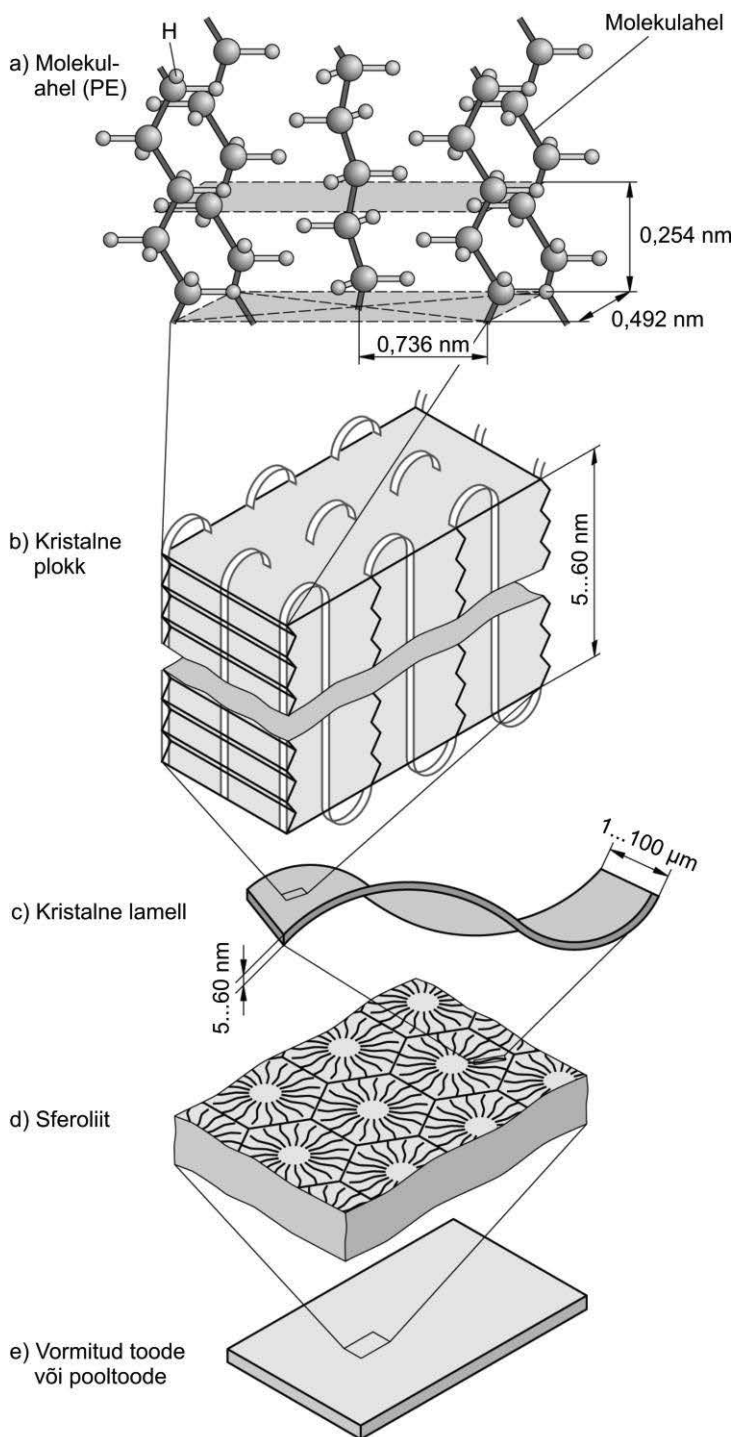 H
Molekulahel
a) Molekul-
ahel (PE)
0,254 nm
0,492 nm
0,736 nm
b) Kristalne
plokk
5...60 nm
1...100 µm
c) Kristalne lamell
5...60 nm
d) Sferoliit
e) Vormitud toode
või pooltoode